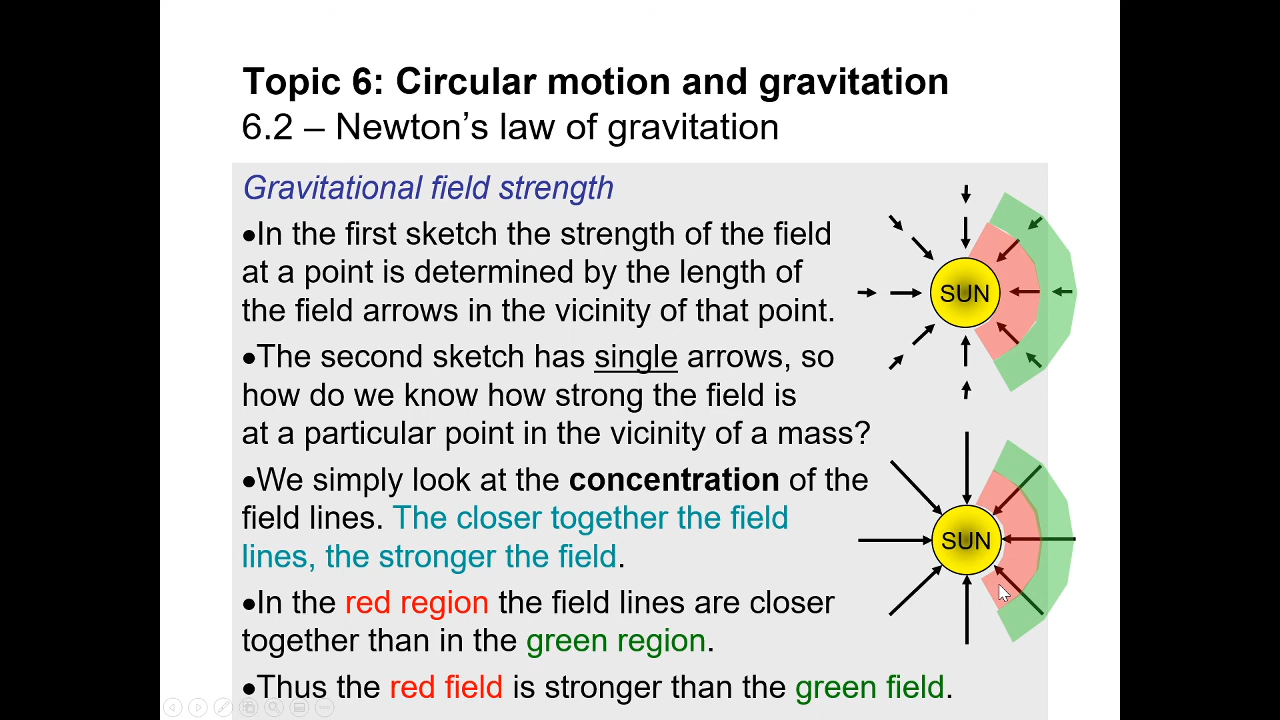 Topic 6: Circular motion and gravitation
6.2 – Newton’s law of gravitation
Gravitational field strength
•In the first sketch the strength of the field
at a point is determined by the length of
the field arrows in the vicinity of that point.
•The second sketch has single arrows, so
how do we know how strong the field is
at a particular point in the vicinity of a mass?
•We simply look at the concentration of the
field lines. The closer together the field
lines, the stronger the field.
•In the red region the field lines are closer
together than in the green region.
•Thus the red field is stronger than the green field.
SUN
SUN